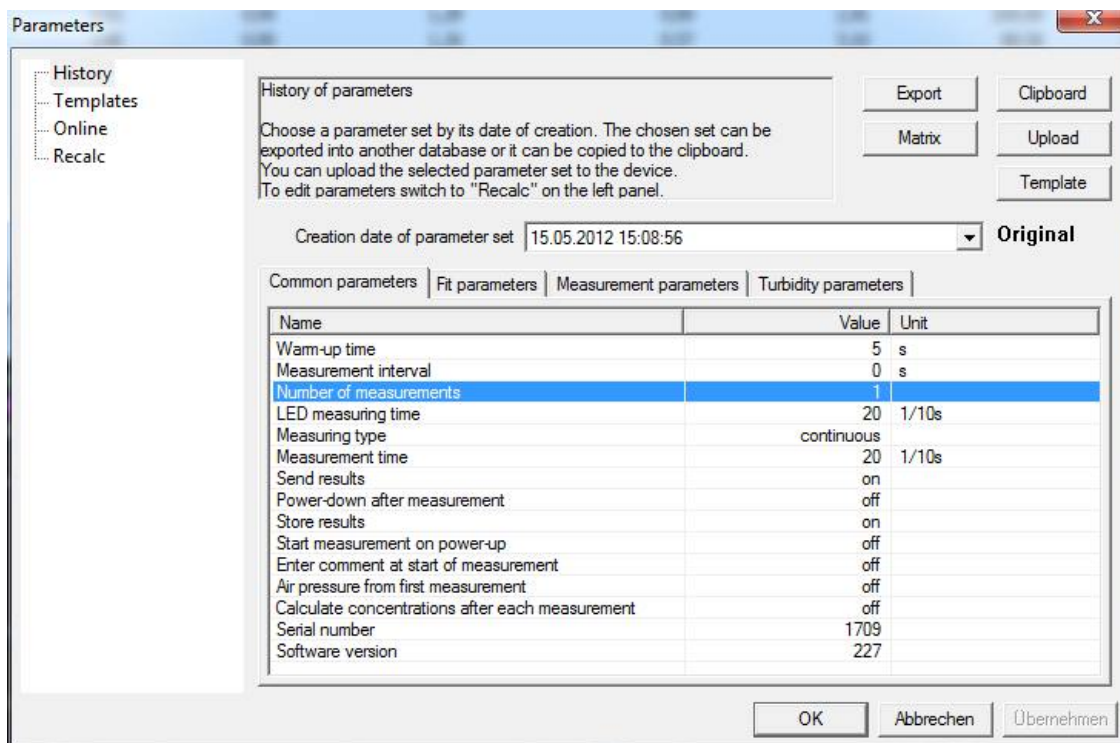 Parameters
History
Templates
Online
Recalc
History of parameters
Choose a parameter set by its date of creation. The chosen set can be
exported into another database or it can be copied to the clipboard.
You can upload the selected parameter set to the device.
To edit parameters switch to "Recalc" on the left panel.
Export
Clipboard
Matrix
Upload
Template
Creation date of parameter set 15.05.2012 15:08:56 Original
Common parameters Fit parameters Measurement parameters Turbidity parameters
Name Value Unit
Warm-up time 5 s
Measurement interval 0 s
Number of measurements 1
LED measuring time 20 1/10s
Measuring type continuous
Measurement time 20 1/10s
Send results on
Power-down after measurement off
Store results on
Start measurement on power-up off
Enter comment at start of measurement off
Air pressure from first measurement off
Calculate concentrations after each measurement off
Serial number 1709
Software version 227
OK Abbrechen Übernehmen